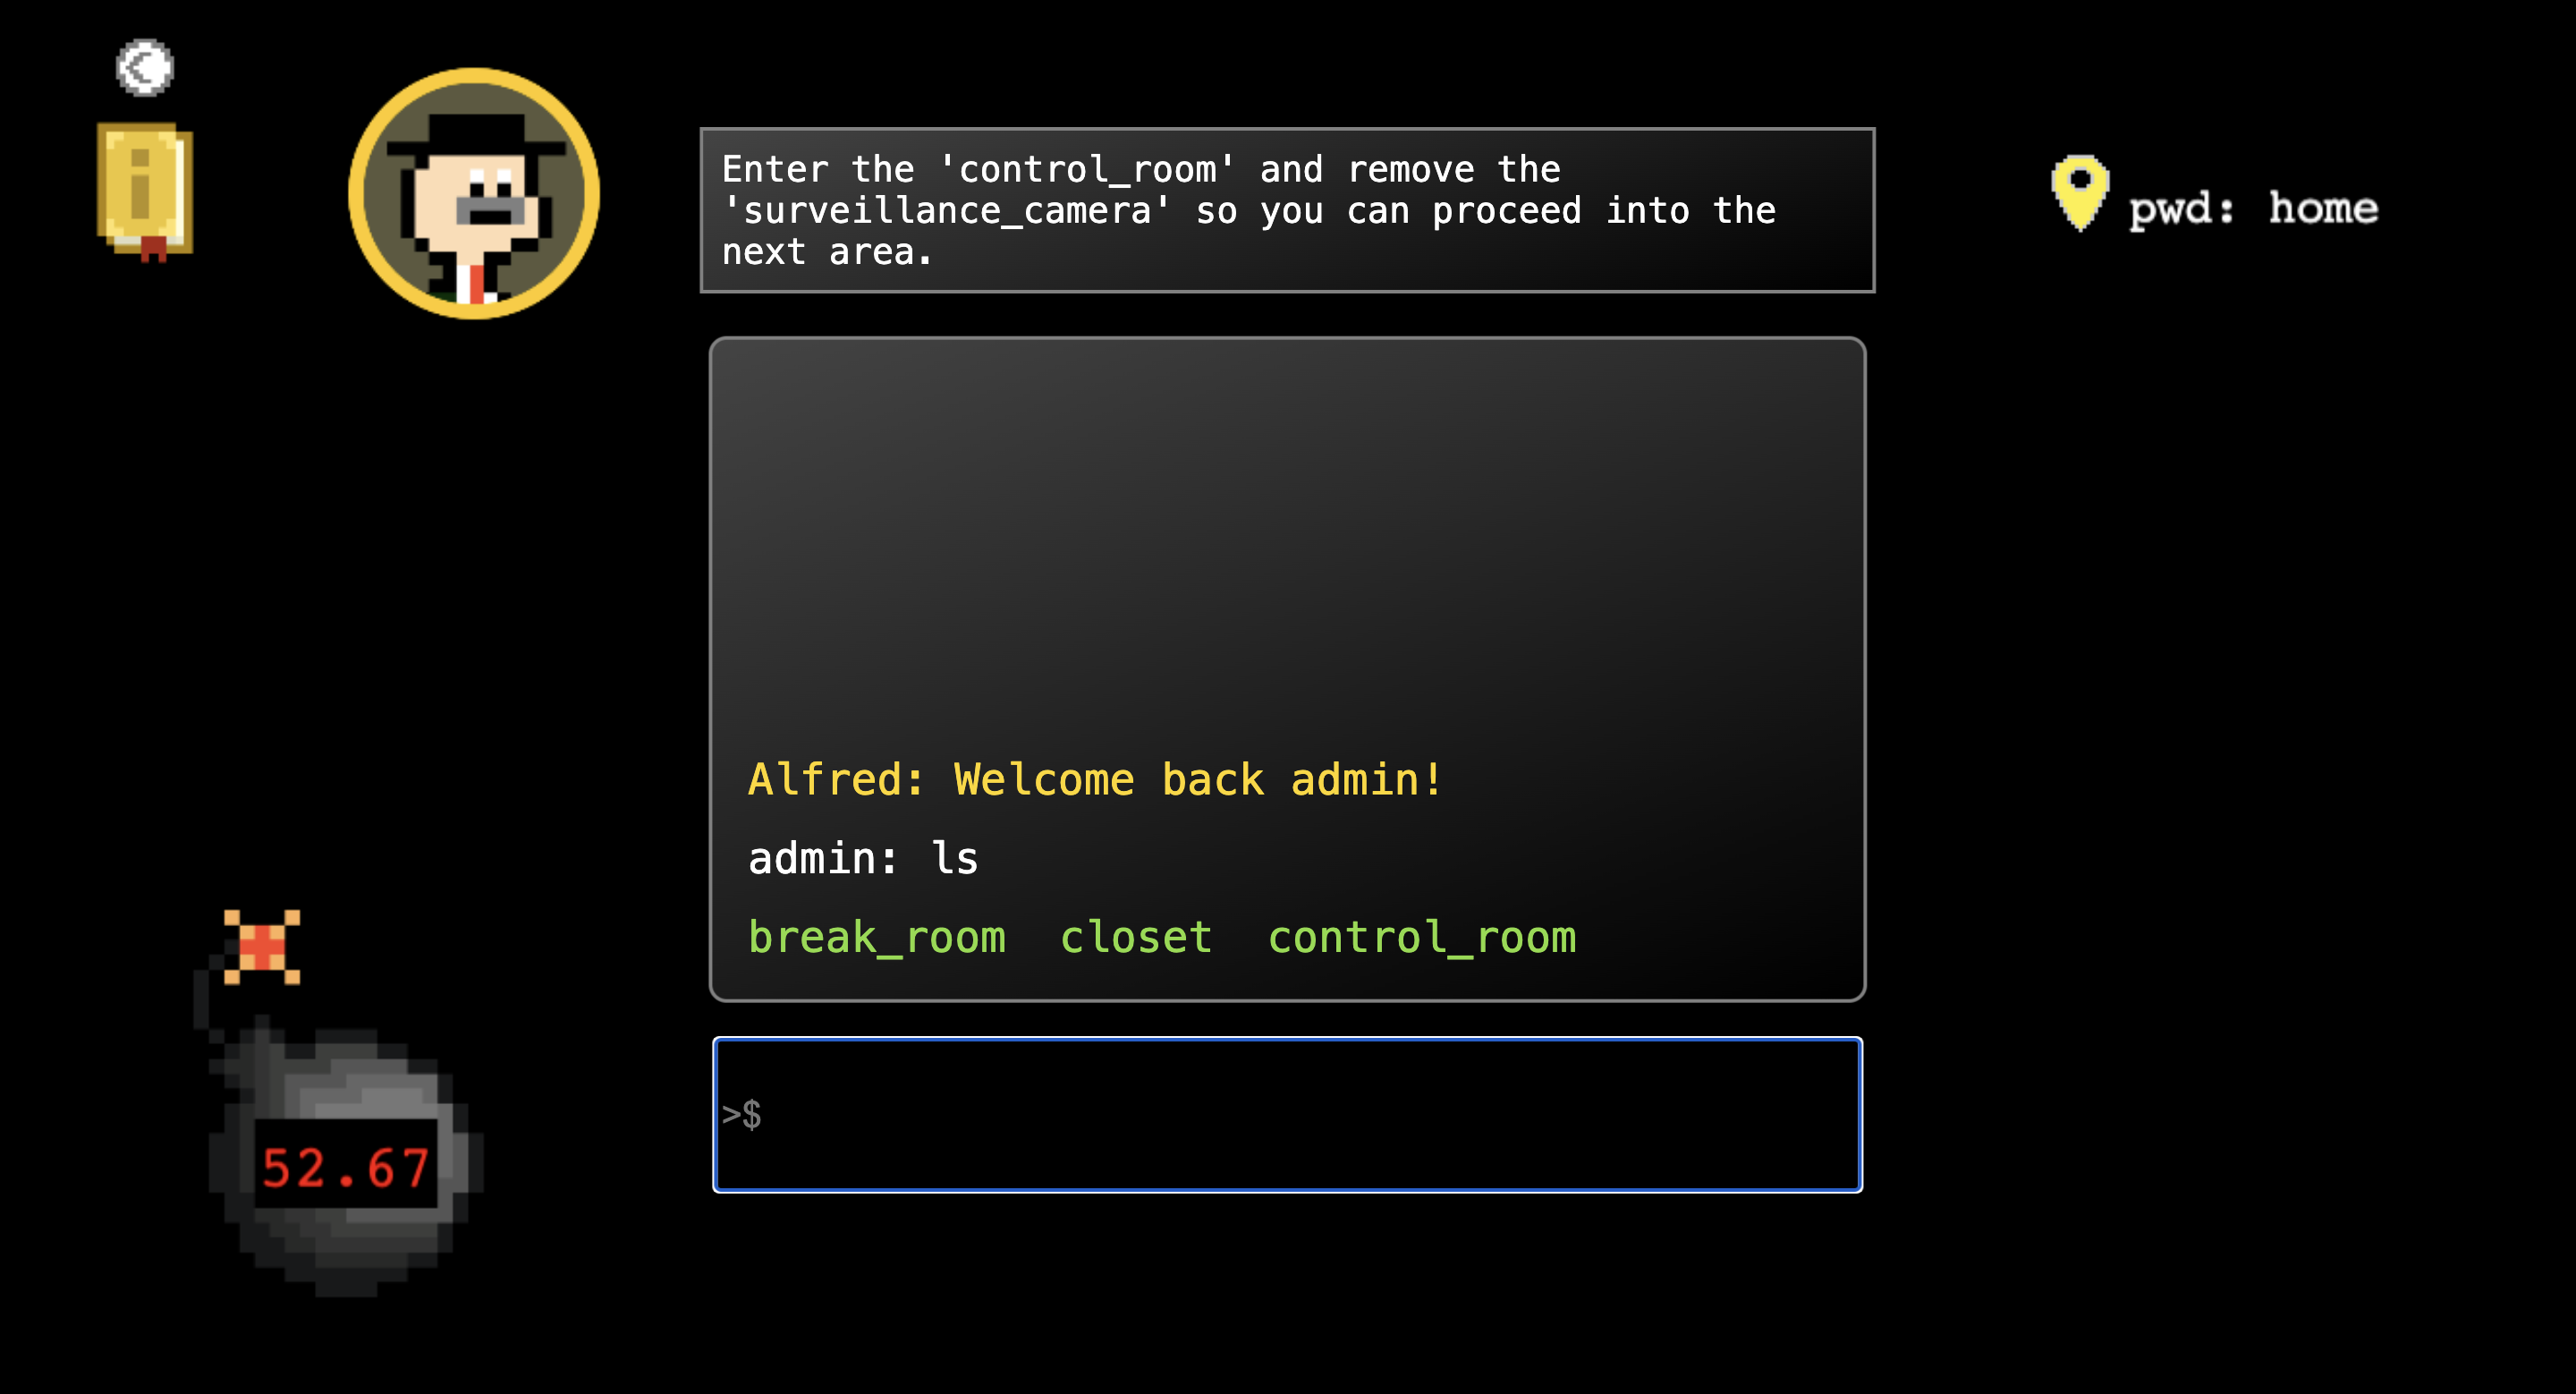 Enter the 'control_room' and remove the
'surveillance_camera' so you can proceed into the
next area.
pwd: home
Alfred: Welcome back admin!
admin: ls
break_room closet control_room
>$
52.67